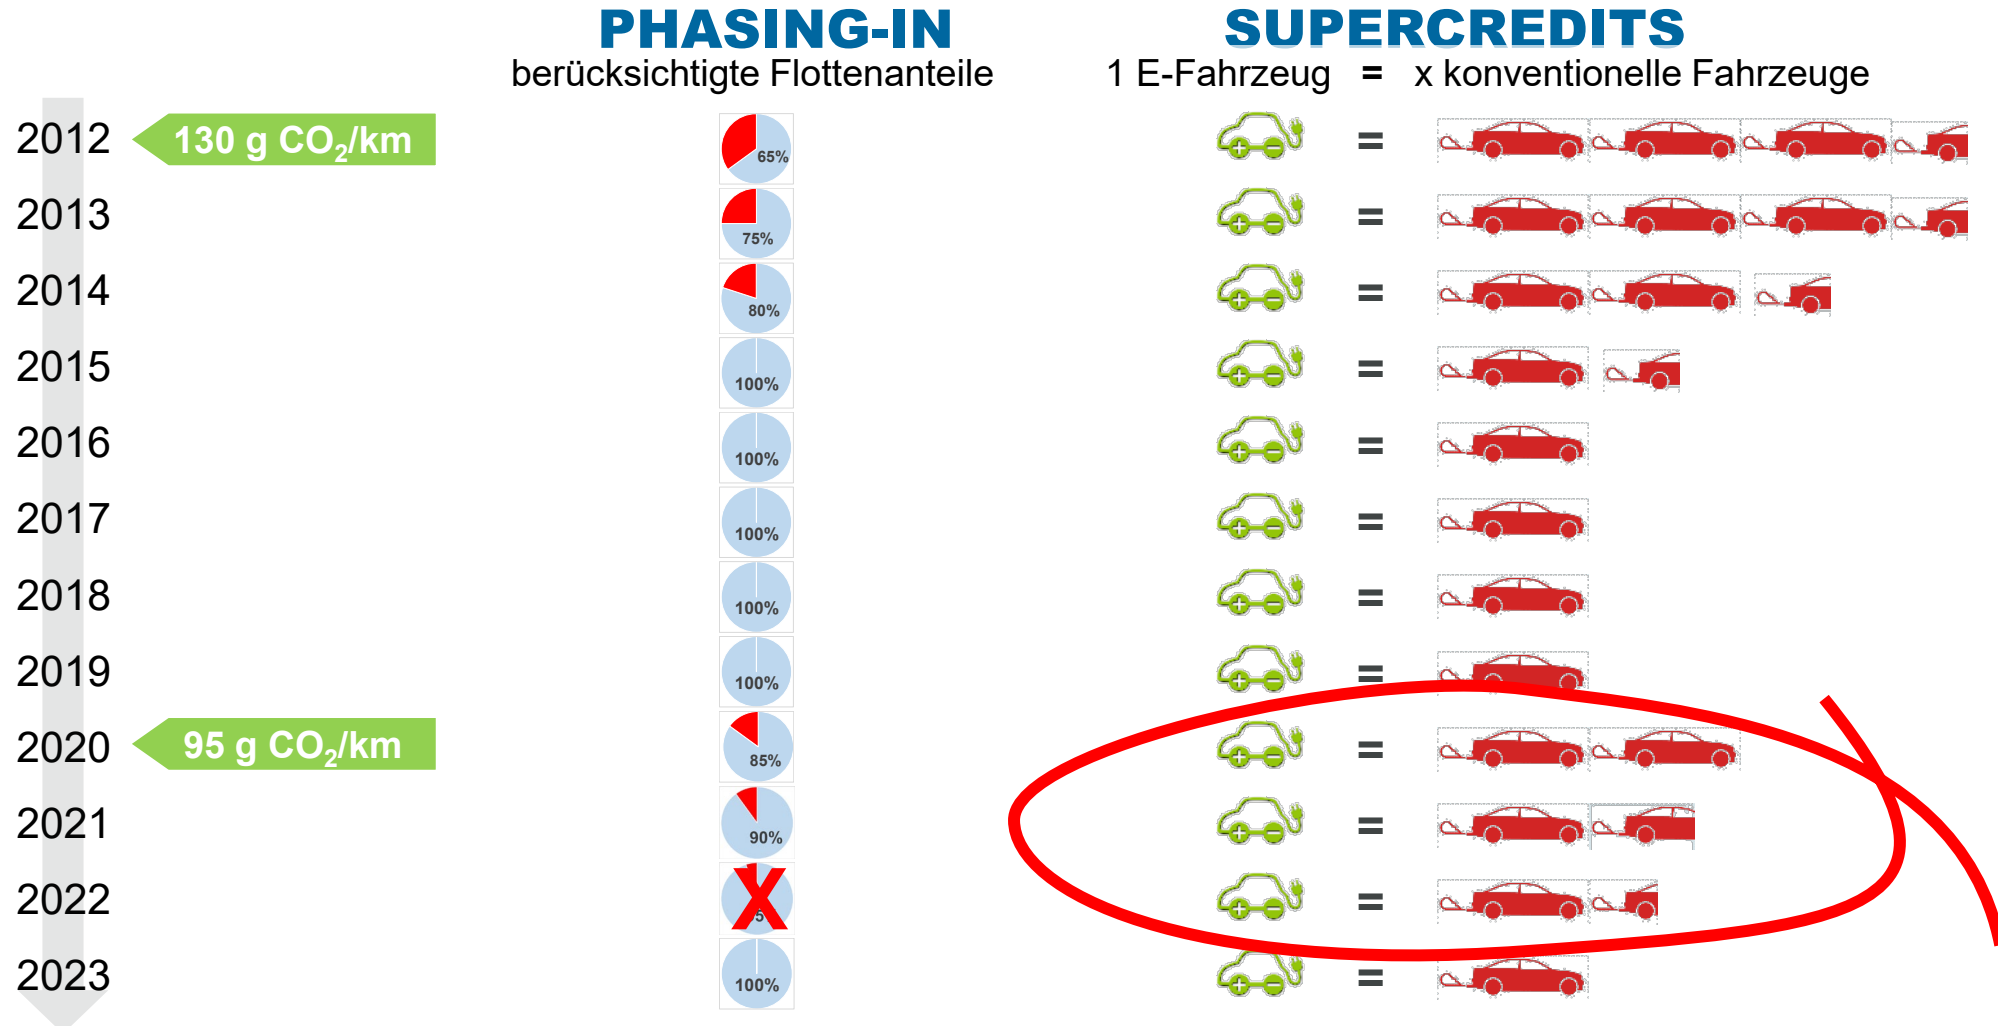 PHASING-IN SUPERCREDITS
berücksichtigte Flottenanteile 1 E-Fahrzeug = x konventionelle Fahrzeuge
2012 130 g CO₂/km 65% =
2013 75% =
2014 80% =
2015 100% =
2016 100% =
2017 100% =
2018 100% =
2019 100% =
2020 95 g CO₂/km 85% =
2021 90% =
2022 X =
2023 100% =